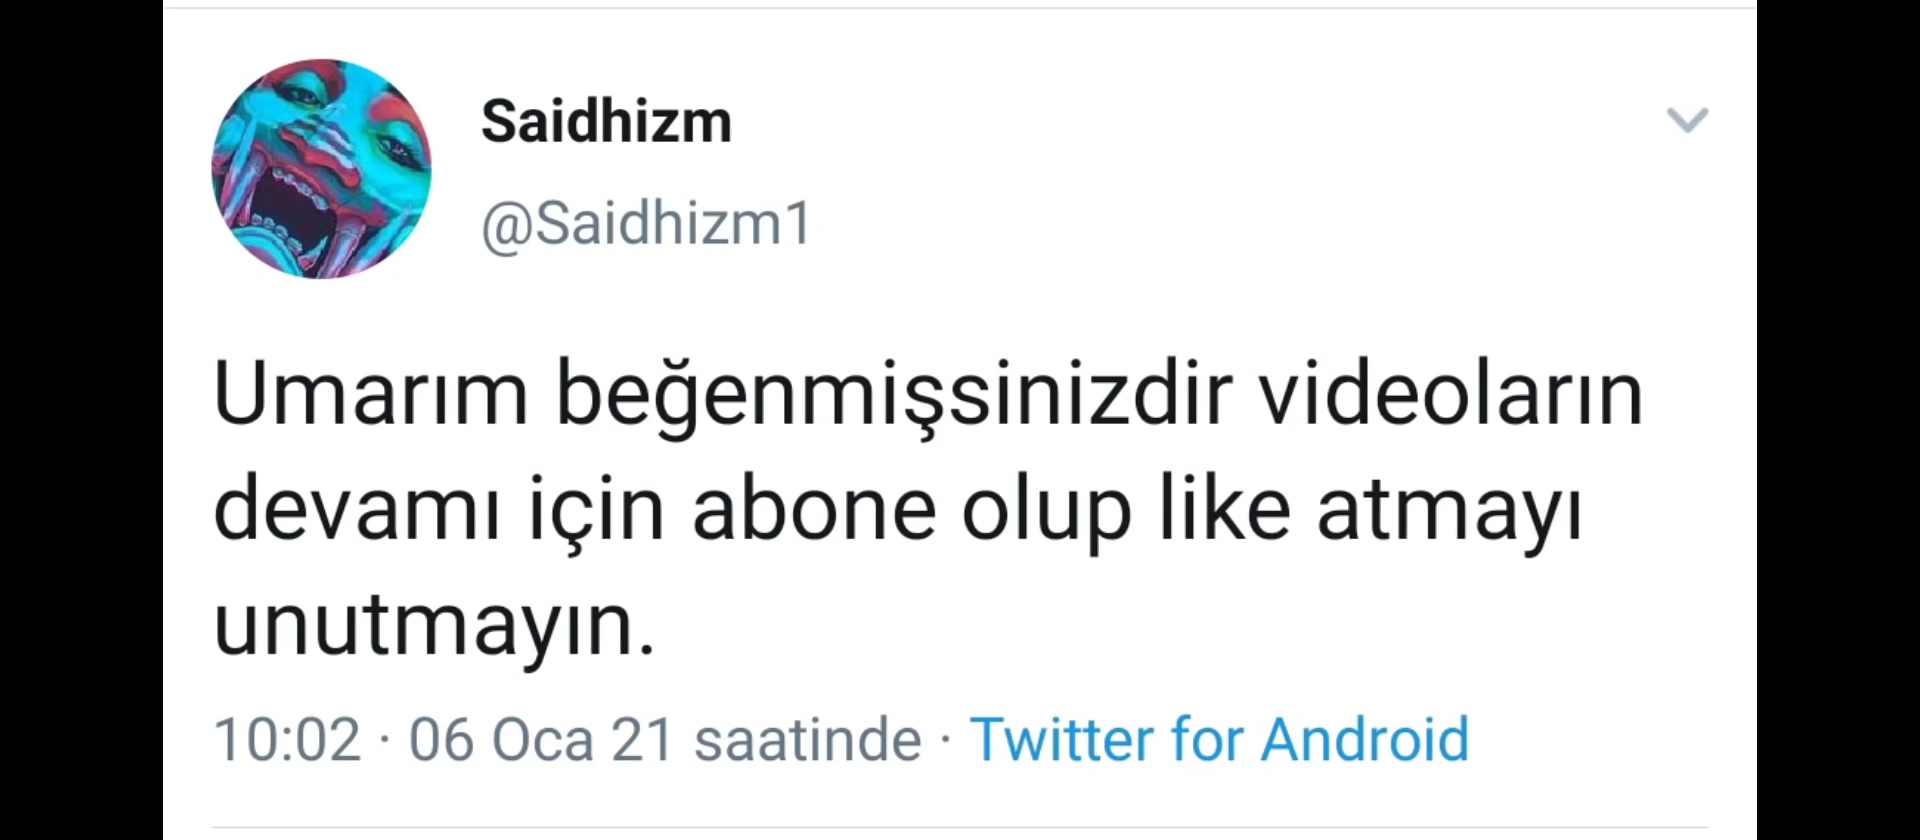 Saidhizm
@Saidhizm1
Umarım beğenmişsinizdir videoların
devamı için abone olup like atmayı
unutmayın.
10:02 · 06 Oca 21 saatinde · Twitter for Android